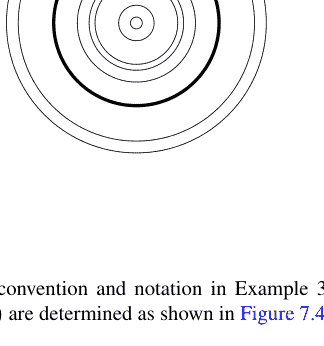 convention and notation in Example 3
) are determined as shown in Figure 7.4